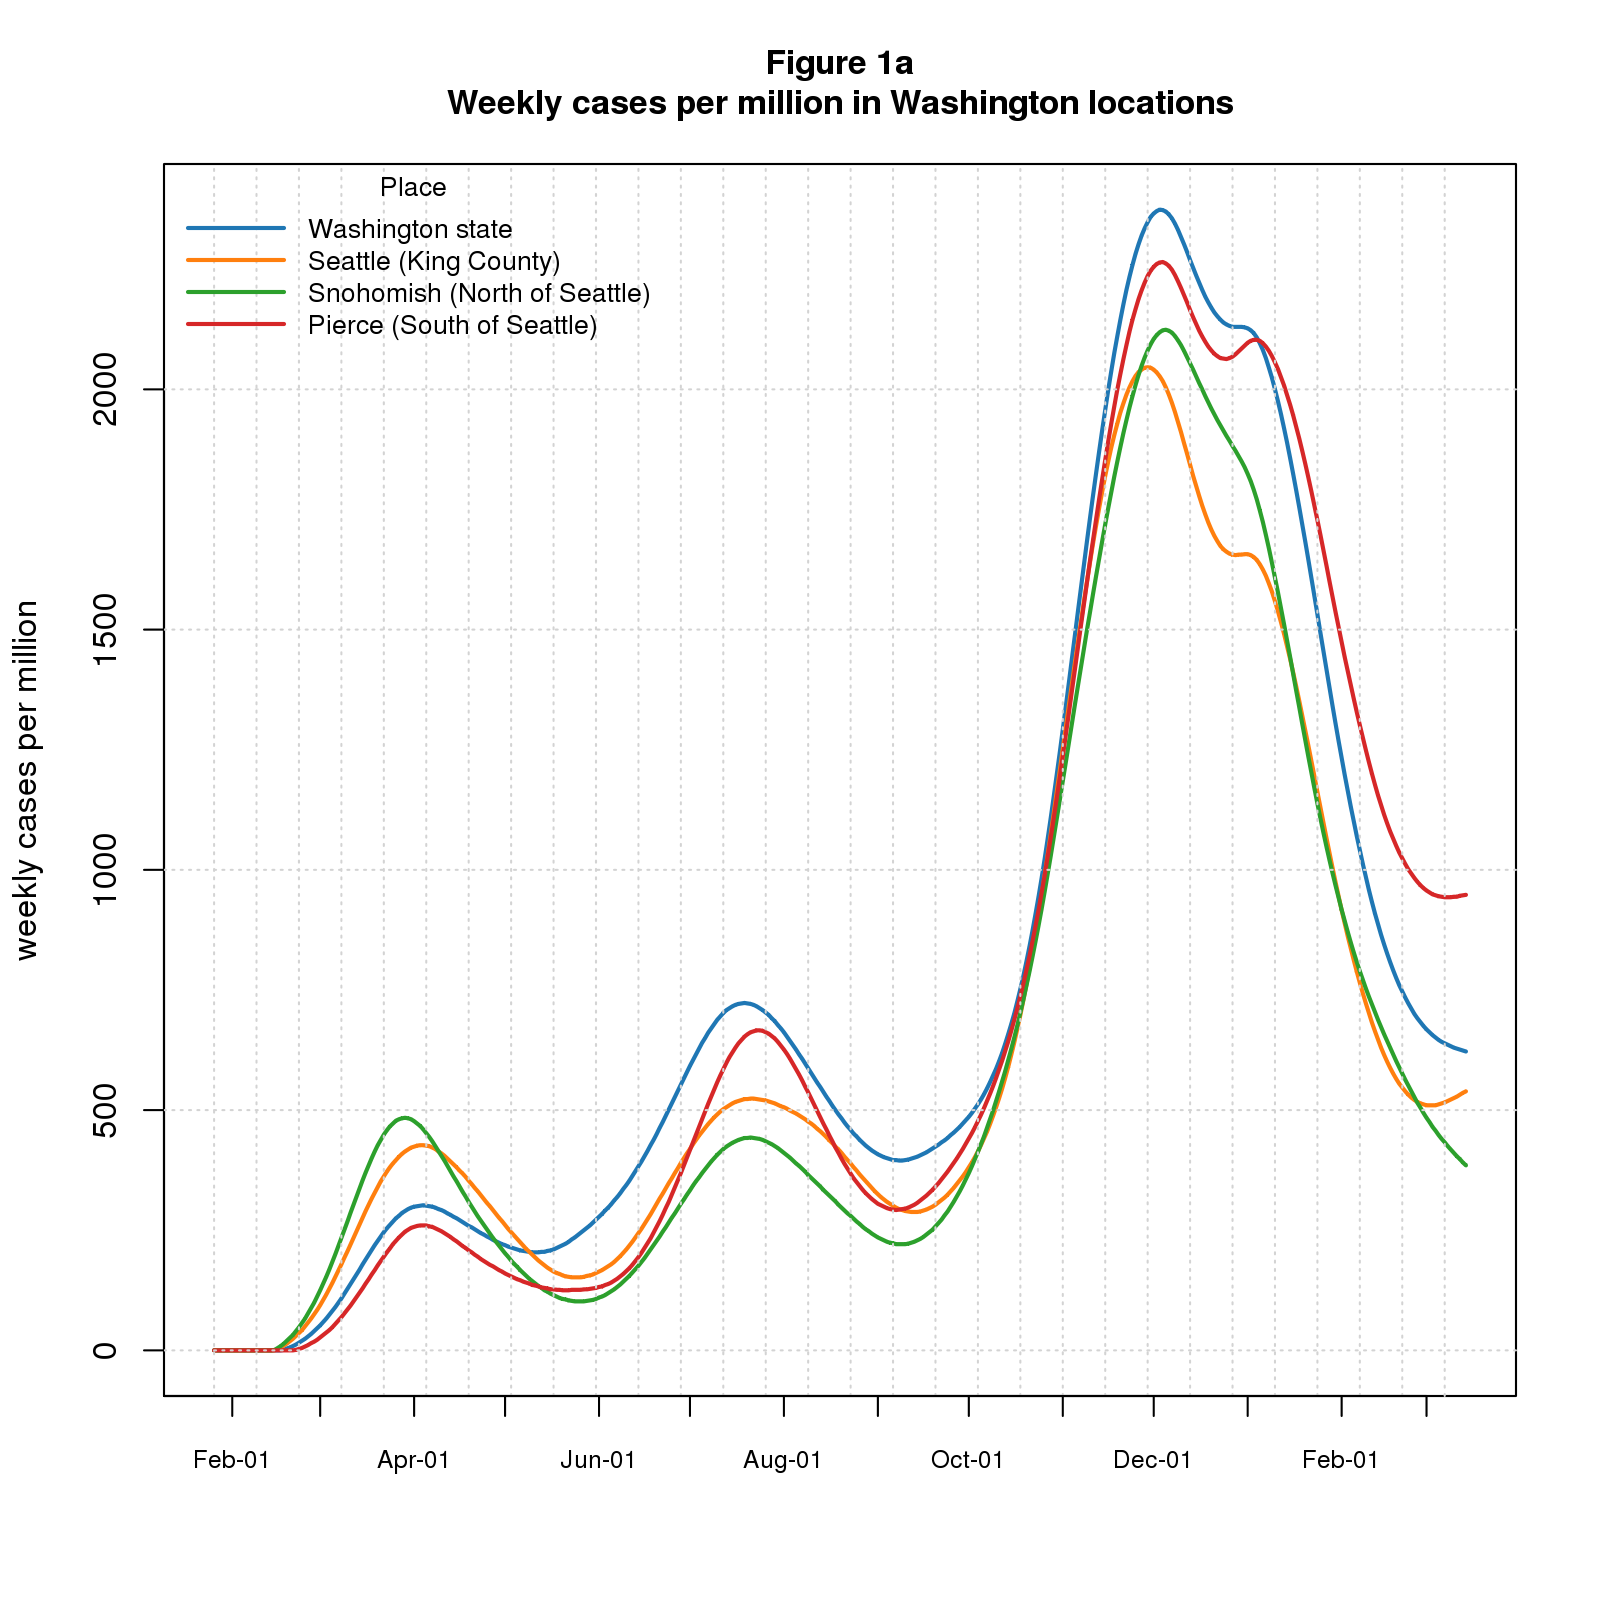 Figure 1a
Weekly cases per million in Washington locations
Place
Washington state
Seattle (King County)
Snohomish (North of Seattle)
Pierce (South of Seattle)
weekly cases per million
2000
1500
1000
500
0
Feb-01 Apr-01 Jun-01 Aug-01 Oct-01 Dec-01 Feb-01